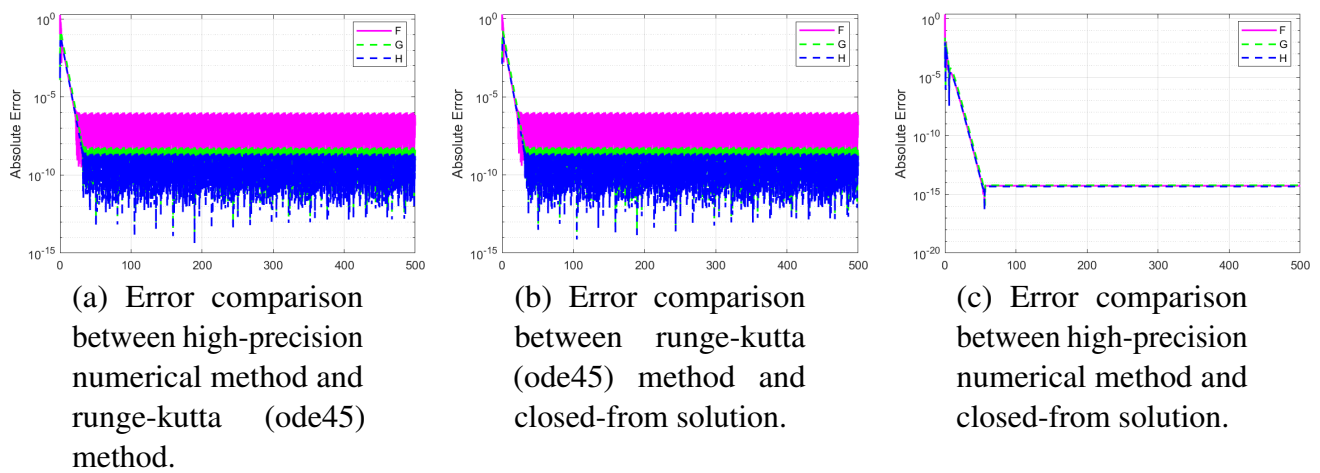 10^0
10^-5
10^-10
10^-15
Absolute Error
0 100 200 300 400 500
F
G
H
10^0
10^-5
10^-10
10^-15
Absolute Error
0 100 200 300 400 500
F
G
H
10^0
10^-5
10^-10
10^-15
10^-20
Absolute Error
0 100 200 300 400 500
F
G
H
(a) Error comparison
between high-precision
numerical method and
runge-kutta (ode45)
method.
(b) Error comparison
between runge-kutta
(ode45) method and
closed-from solution.
(c) Error comparison
between high-precision
numerical method and
closed-from solution.